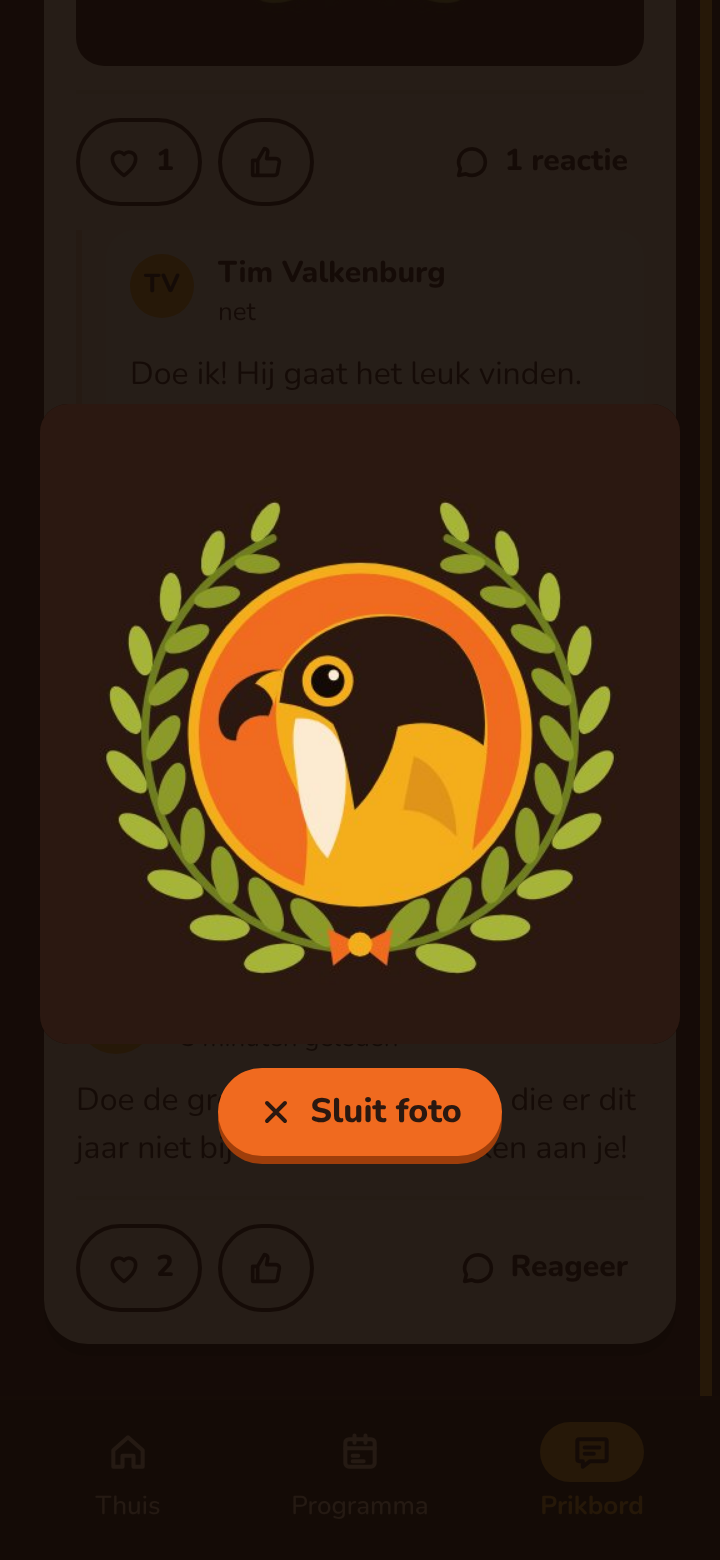 1
1 reactie
TV
Tim Valkenburg
net
Doe ik! Hij gaat het leuk vinden.
Doe de gr
die er dit
jaar niet bij
en aan je!
Sluit foto
2
Reageer
Thuis
Programma
Prikbord